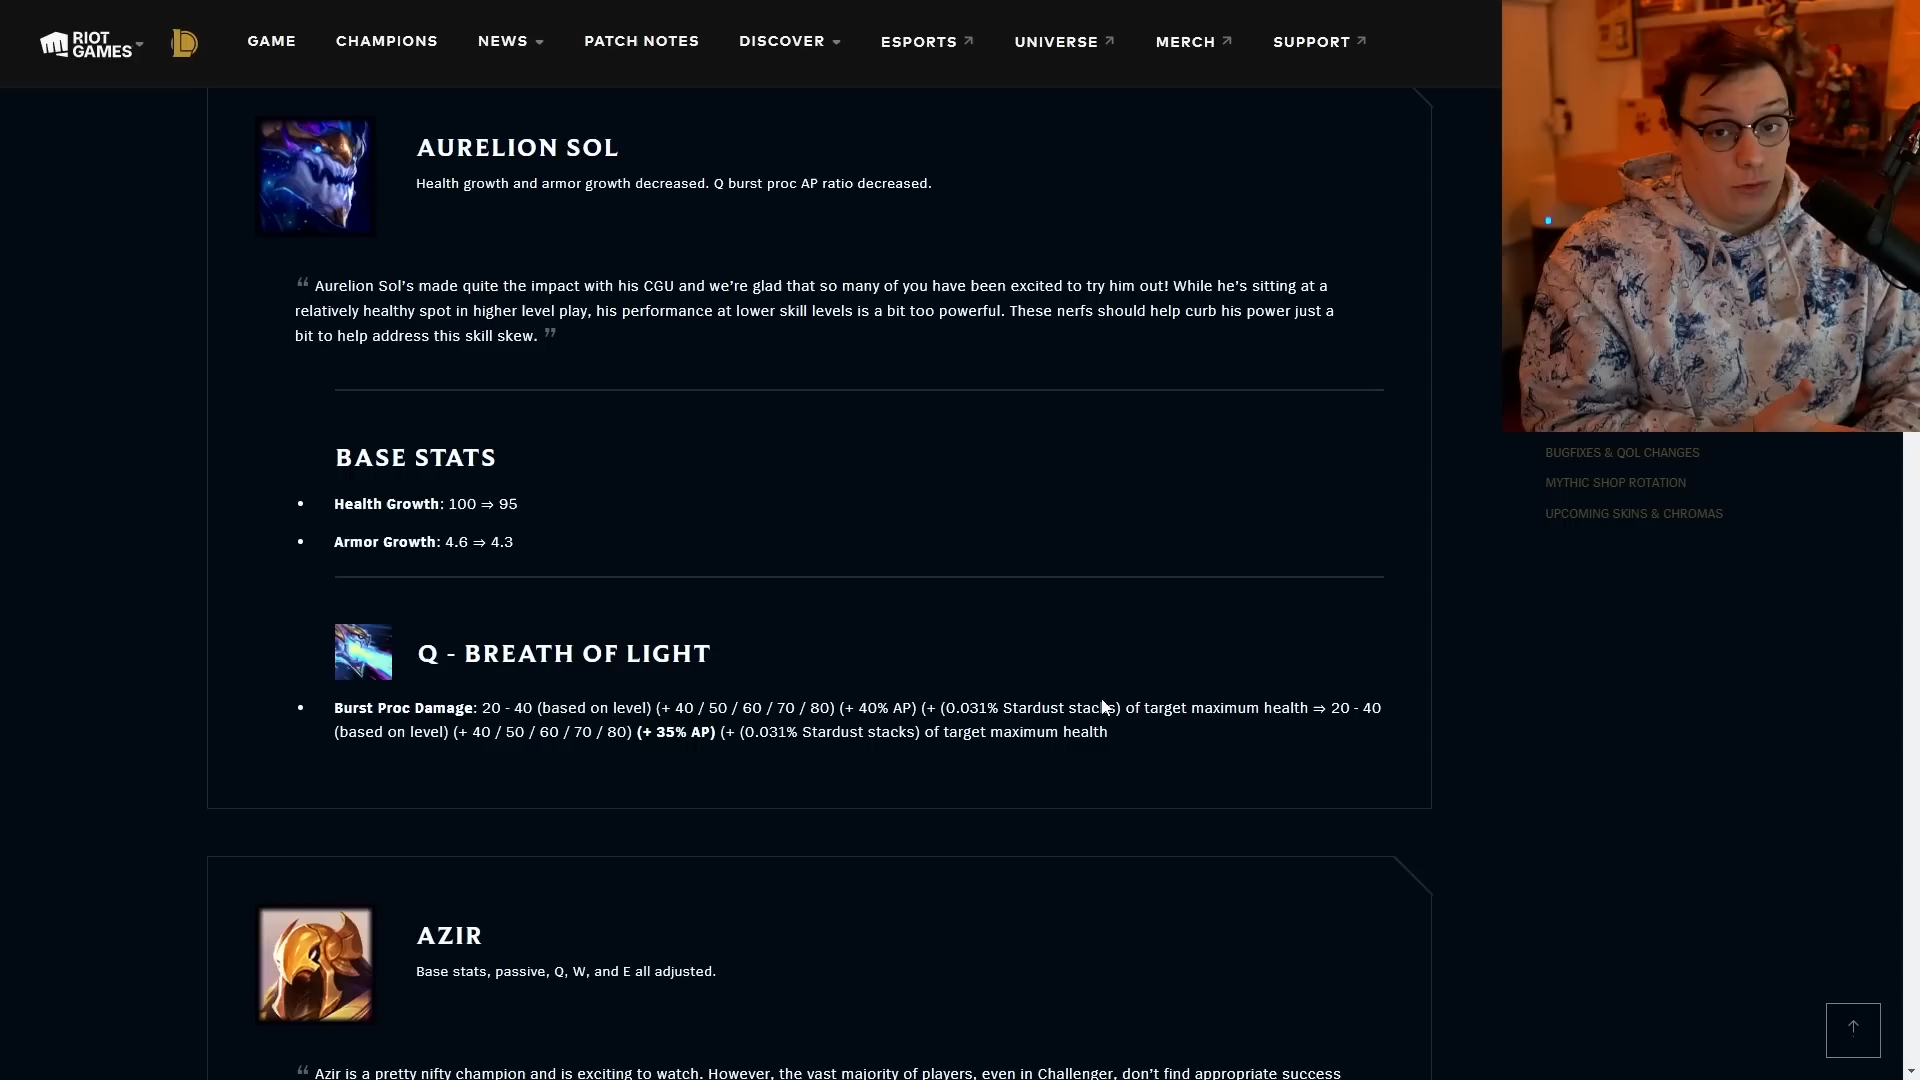 RIOT GAMES
GAME
CHAMPIONS
NEWS
PATCH NOTES
DISCOVER
ESPORTS
UNIVERSE
MERCH
SUPPORT
AURELION SOL
Health growth and armor growth decreased. Q burst proc AP ratio decreased.
“ Aurelion Sol’s made quite the impact with his CGU and we’re glad that so many of you have been excited to try him out! While he’s sitting at a
relatively healthy spot in higher level play, his performance at lower skill levels is a bit too powerful. These nerfs should help curb his power just a
bit to help address this skill skew. ”
BASE STATS
• Health Growth: 100 ⇒ 95
• Armor Growth: 4.6 ⇒ 4.3
Q - BREATH OF LIGHT
• Burst Proc Damage: 20 - 40 (based on level) (+ 40 / 50 / 60 / 70 / 80) (+ 40% AP) (+ (0.031% Stardust stacks) of target maximum health ⇒ 20 - 40
(based on level) (+ 40 / 50 / 60 / 70 / 80) (+ 35% AP) (+ (0.031% Stardust stacks) of target maximum health
AZIR
Base stats, passive, Q, W, and E all adjusted.
“ Azir is a pretty nifty champion and is exciting to watch. However, the vast majority of players, even in Challenger, don’t find appropriate success
BUGFIXES & QOL CHANGES
MYTHIC SHOP ROTATION
UPCOMING SKINS & CHROMAS